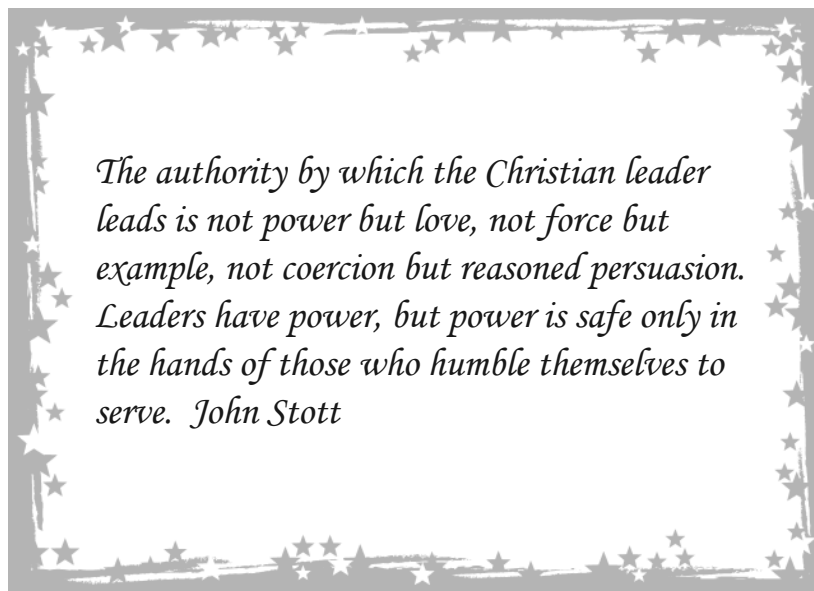 The authority by which the Christian leader
leads is not power but love, not force but
example, not coercion but reasoned persuasion.
Leaders have power, but power is safe only in
the hands of those who humble themselves to
serve.  John Stott